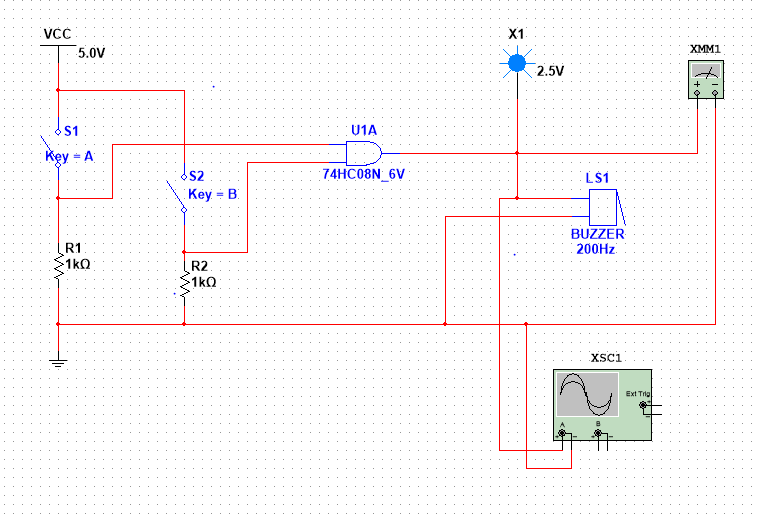 VCC
5.0V
X1
2.5V
XMM1
+ −
S1
Key = A
U1A
74HC08N_6V
S2
Key = B
LS1
BUZZER
200Hz
R1
1kΩ
R2
1kΩ
XSC1
Ext Trig
+
−
A B
+ − + −